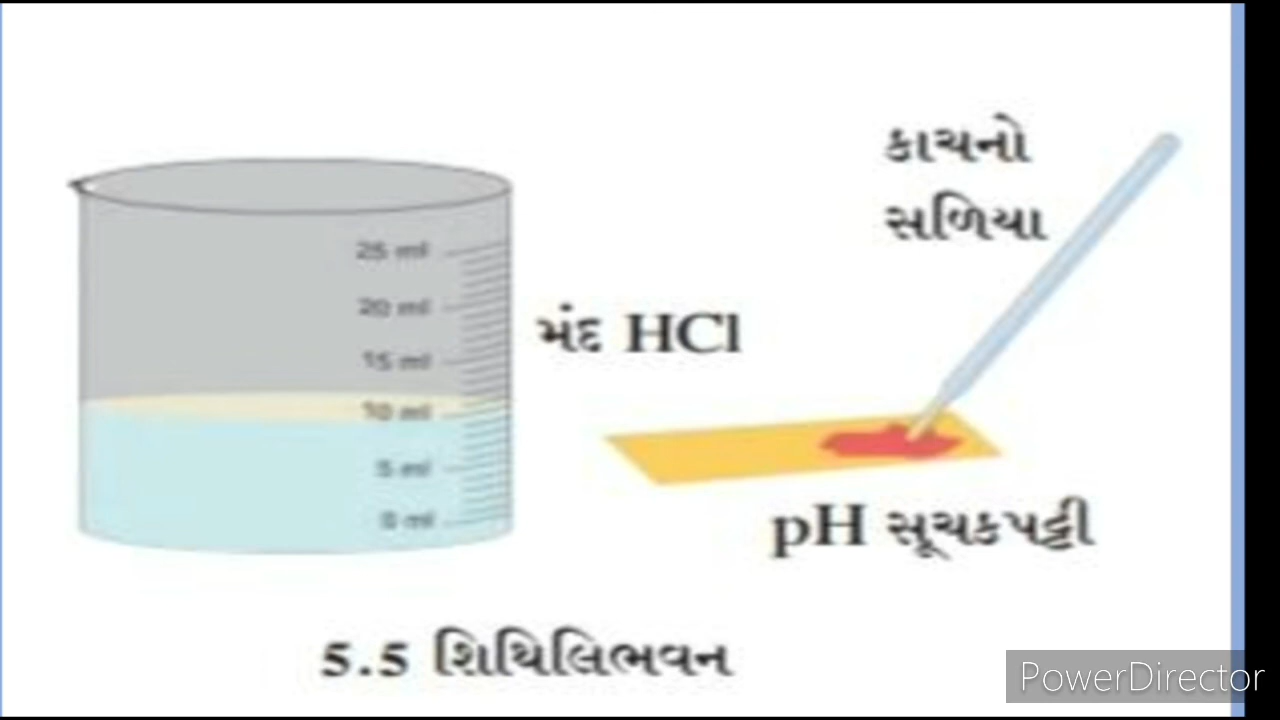 કાચનો
સળિયા
25 ml
20 ml
15 ml
10 ml
5 ml
0 ml
મંદ HCl
pH સૂચકપટ્ટી
5.5 શિથિલિભવન
PowerDirector